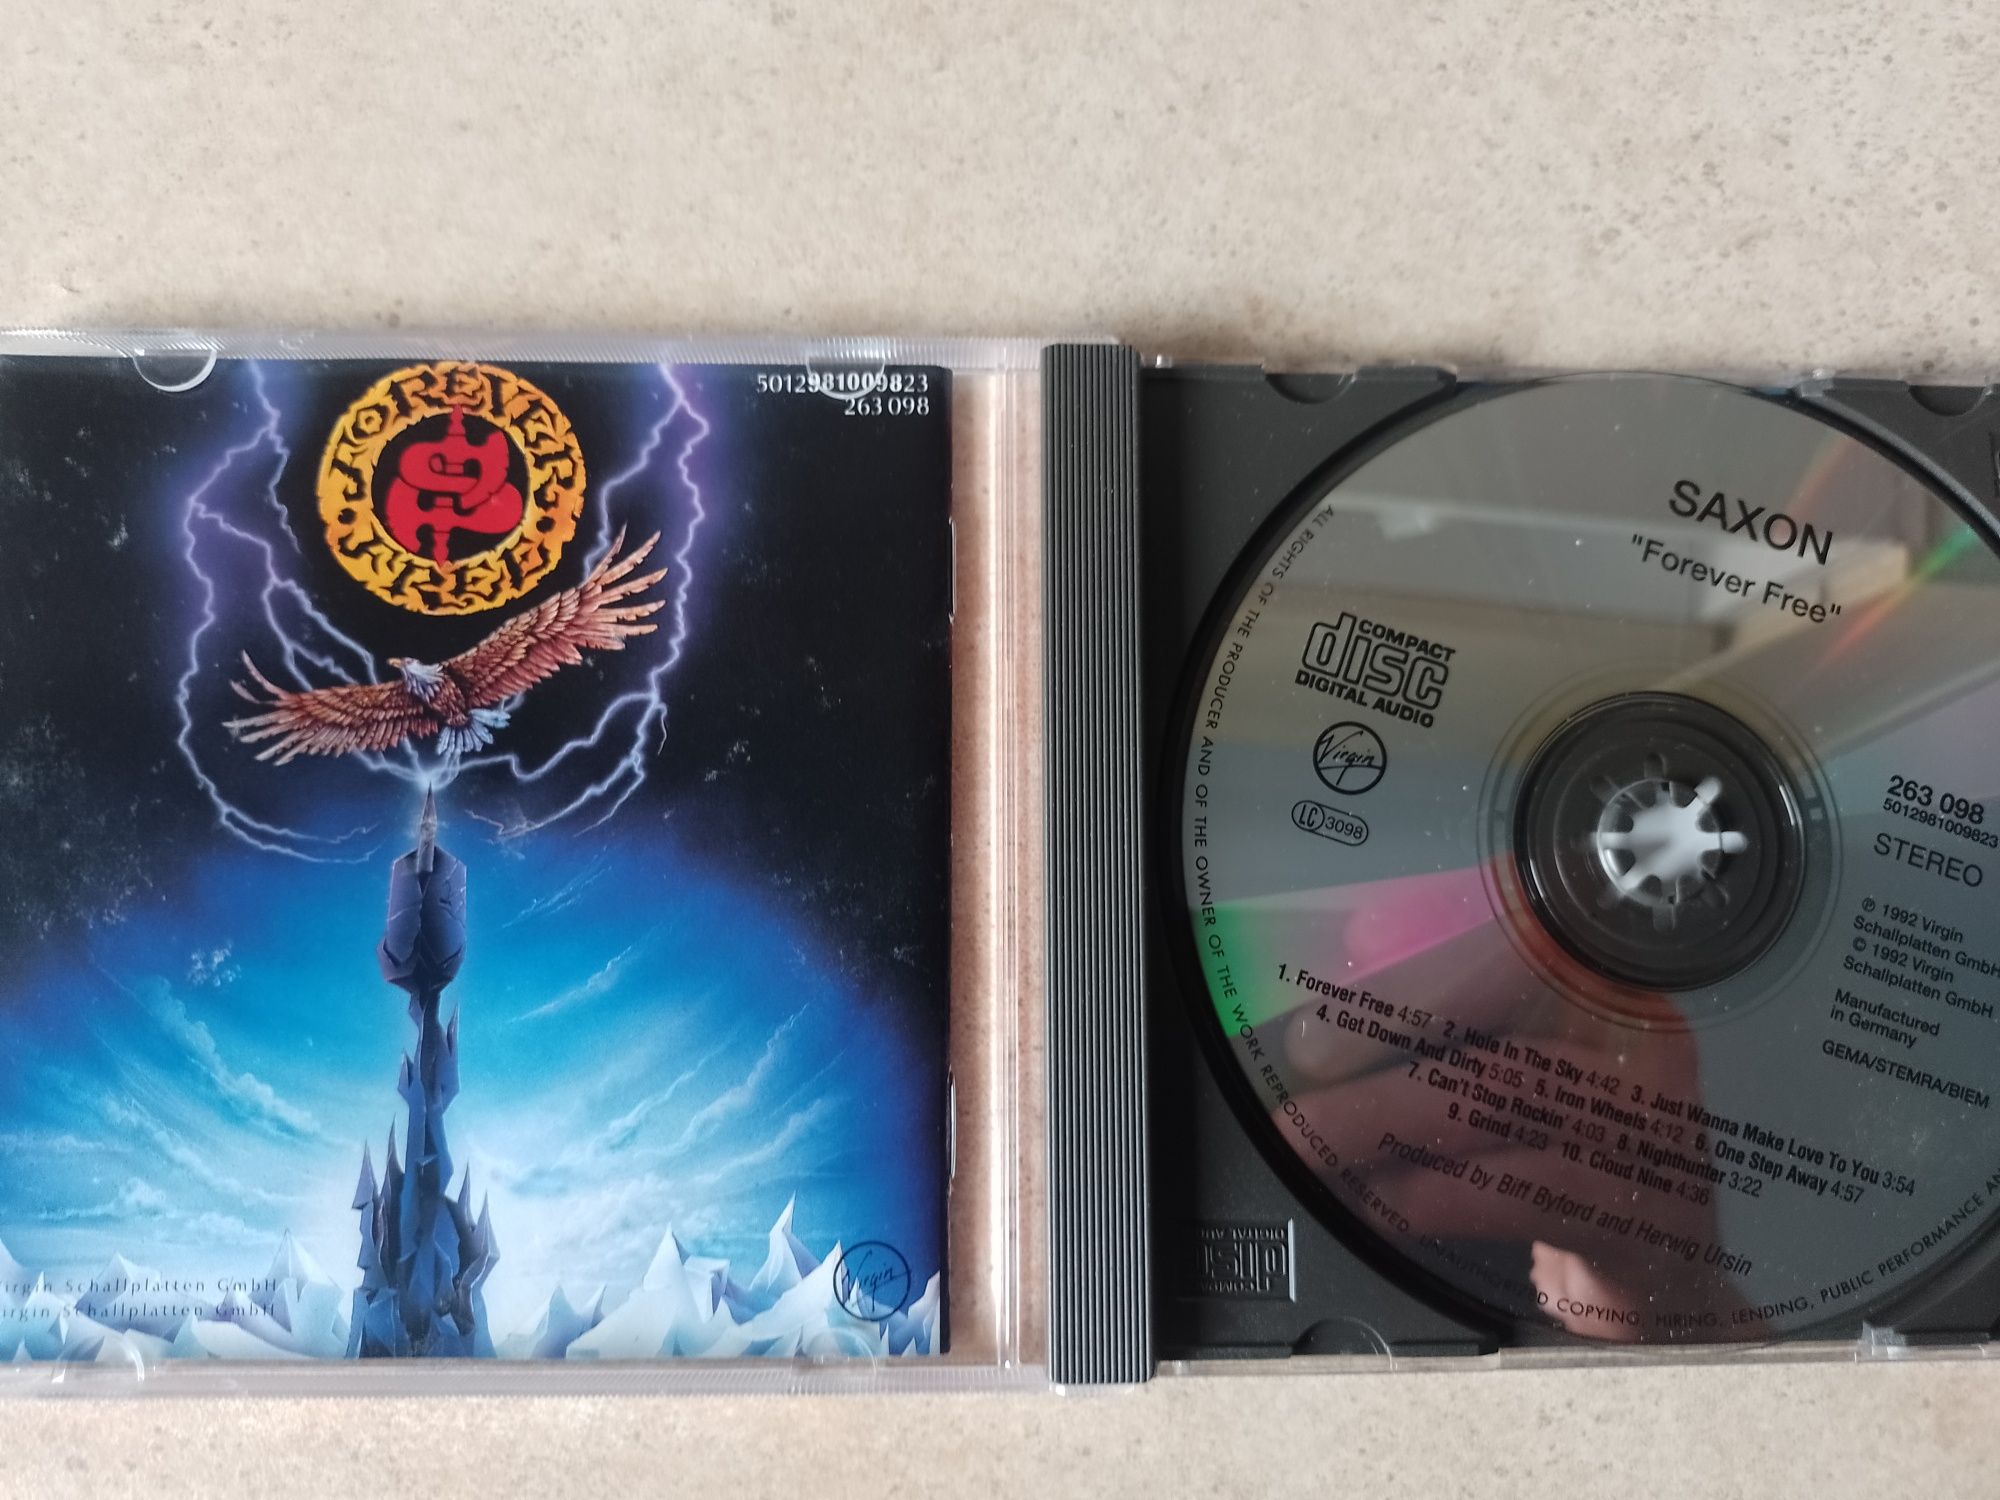 FOREVER FREE
5012981009823
263 098
Virgin Schallplatten GmbH
Virgin Schallplatten GmbH
Virgin
SAXON
"Forever Free"
COMPACT
disc
DIGITAL AUDIO
Virgin
LC 3098
263 098
5012981009823
STEREO
℗ 1992 Virgin
Schallplatten GmbH
© 1992 Virgin
Schallplatten GmbH
Manufactured
in Germany
GEMA/STEMRA/BIEM
1. Forever Free 4:57 2. Hole In The Sky 4:42 3. Just Wanna Make Love To You 3:54
4. Get Down And Dirty 5:05 5. Iron Wheels 4:12 6. One Step Away 4:57
7. Can't Stop Rockin' 4:03 8. Nighthunter 3:22
9. Grind 4:23 10. Cloud Nine 4:36
Produced by Biff Byford and Herwig Ursin
ALL RIGHTS OF THE PRODUCER AND OF THE OWNER OF THE WORK REPRODUCED RESERVED. UNAUTHORIZED COPYING, HIRING, LENDING, PUBLIC PERFORMANCE
COMPACT
disc
DIGITAL AUDIO